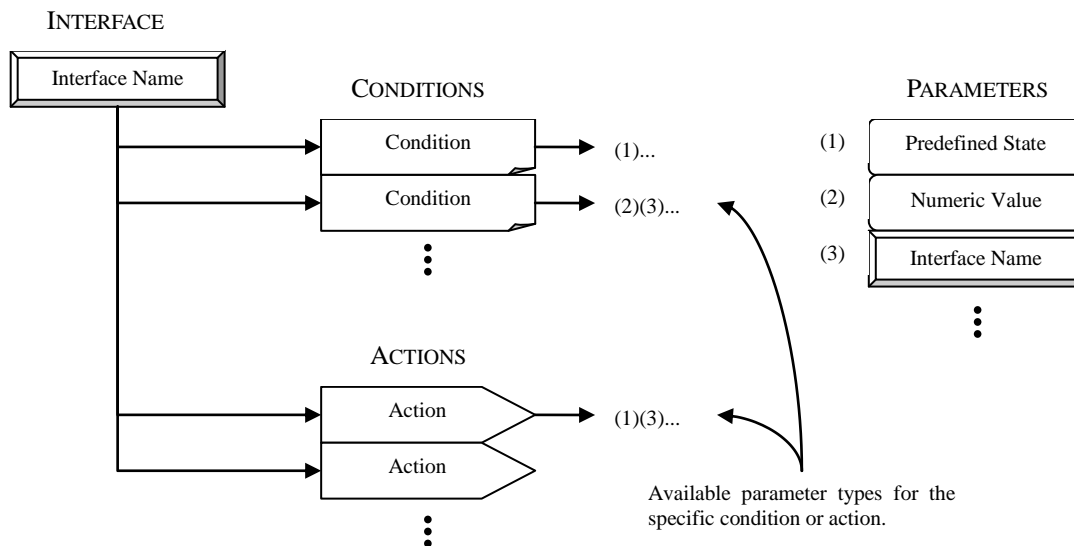 INTERFACE
Interface Name
CONDITIONS
PARAMETERS
Condition
(1)...
(1)
Predefined State
Condition
(2)(3)...
(2)
Numeric Value
(3)
Interface Name
ACTIONS
Action
(1)(3)...
Action
Available parameter types for the
specific condition or action.